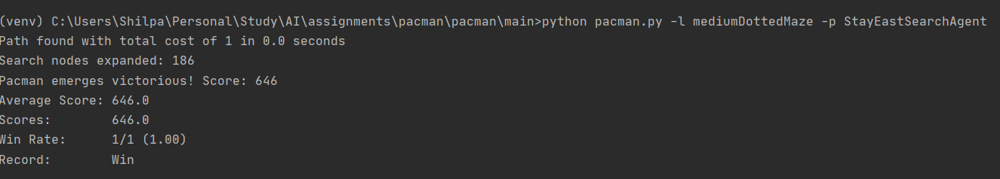 (venv) C:\Users\Shilpa\Personal\Study\AI\assignments\pacman\pacman\main>python pacman.py -l mediumDottedMaze -p StayEastSearchAgent
Path found with total cost of 1 in 0.0 seconds
Search nodes expanded: 186
Pacman emerges victorious! Score: 646
Average Score: 646.0
Scores:        646.0
Win Rate:      1/1 (1.00)
Record:        Win